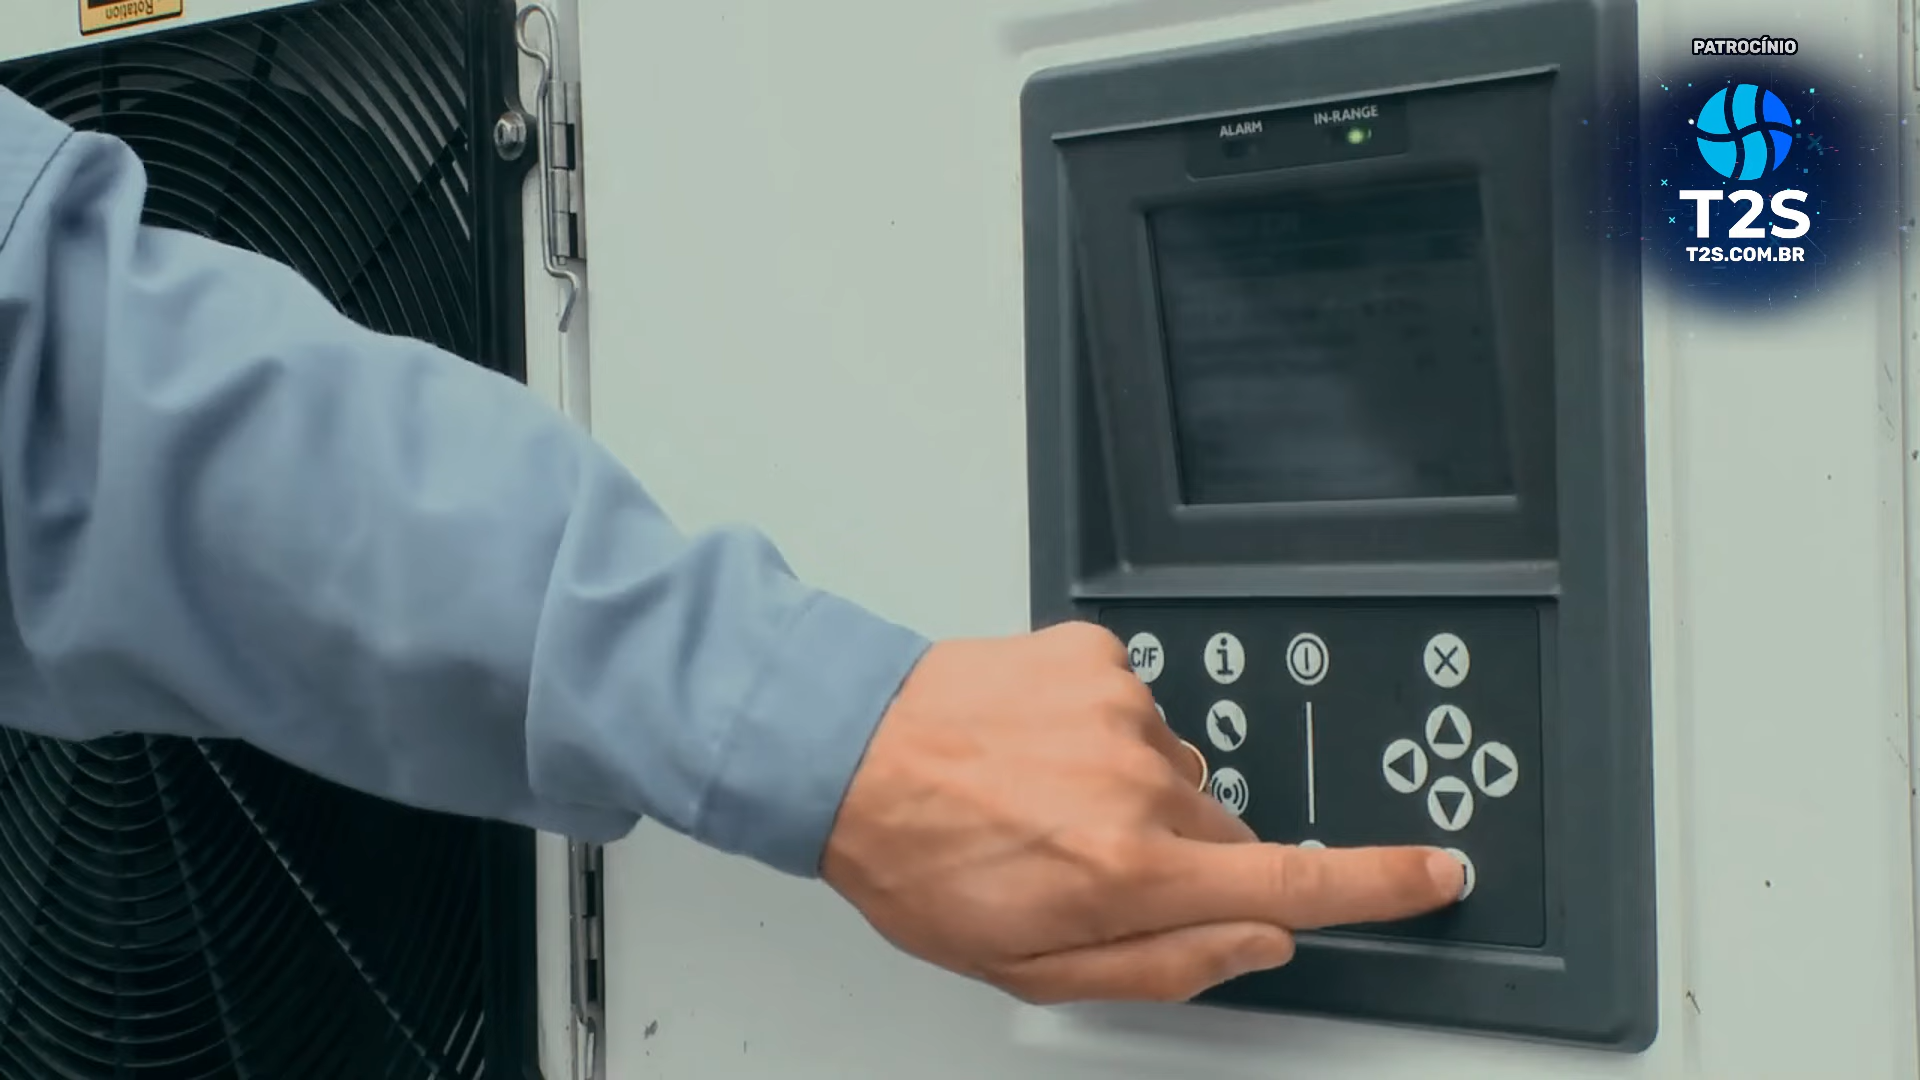 Rotation
PATROCÍNIO
T2S
T2S.COM.BR
ALARM
IN-RANGE
C/F
i